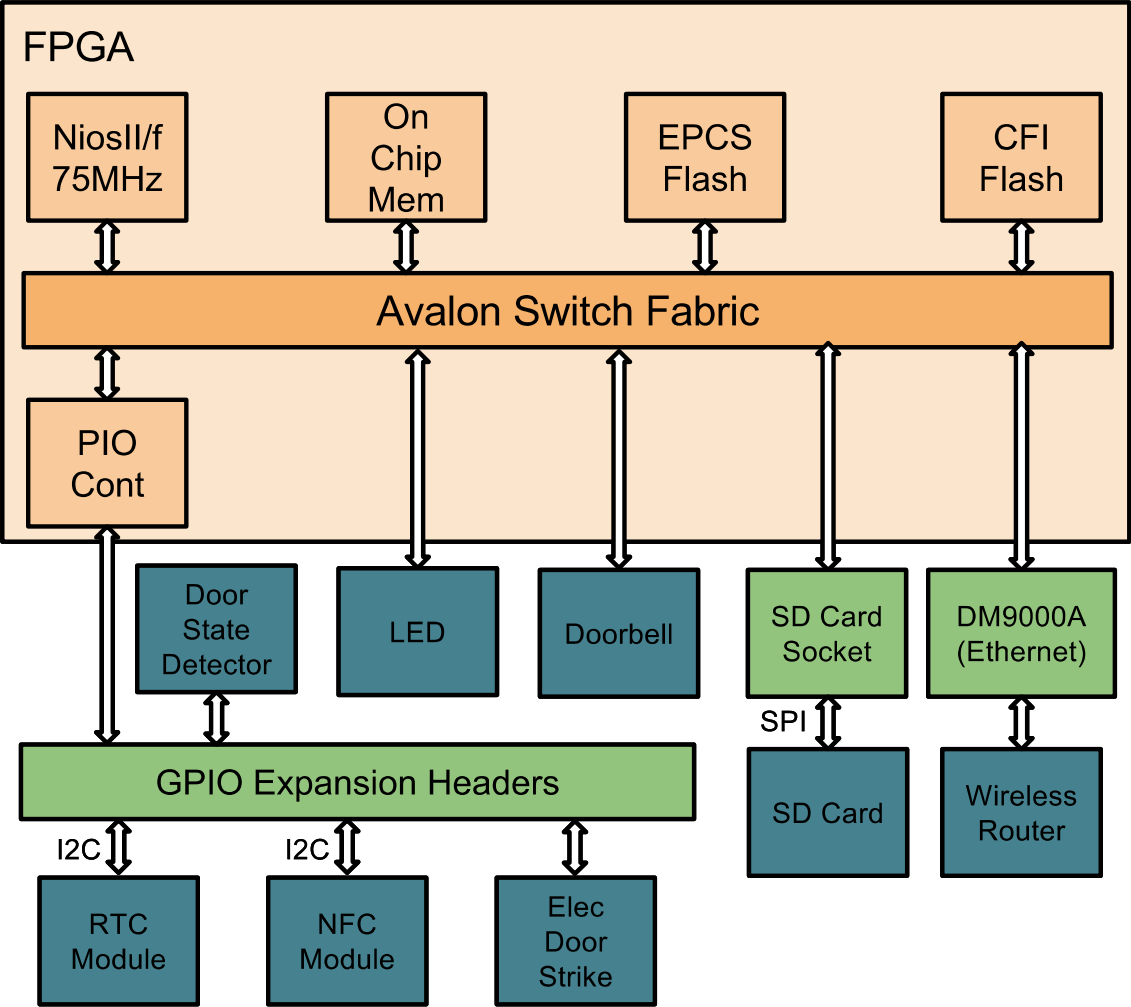 FPGA
NiosII/f
75MHz
On
Chip
Mem
EPCS
Flash
CFI
Flash
Avalon Switch Fabric
PIO
Cont
Door
State
Detector
LED
Doorbell
SD Card
Socket
DM9000A
(Ethernet)
SPI
GPIO Expansion Headers
SD Card
Wireless
Router
I2C
I2C
RTC
Module
NFC
Module
Elec
Door
Strike